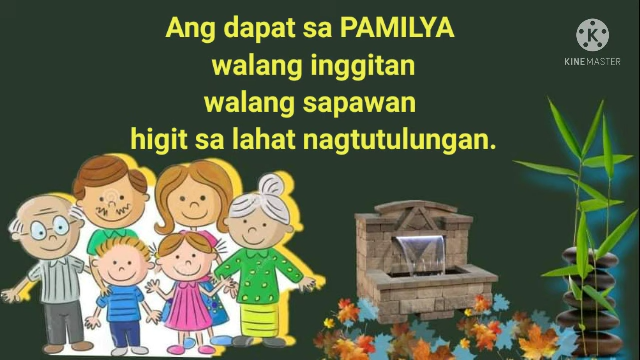 Ang dapat sa PAMILYA
walang inggitan
walang sapawan
higit sa lahat nagtutulungan.
K
KINEMASTER